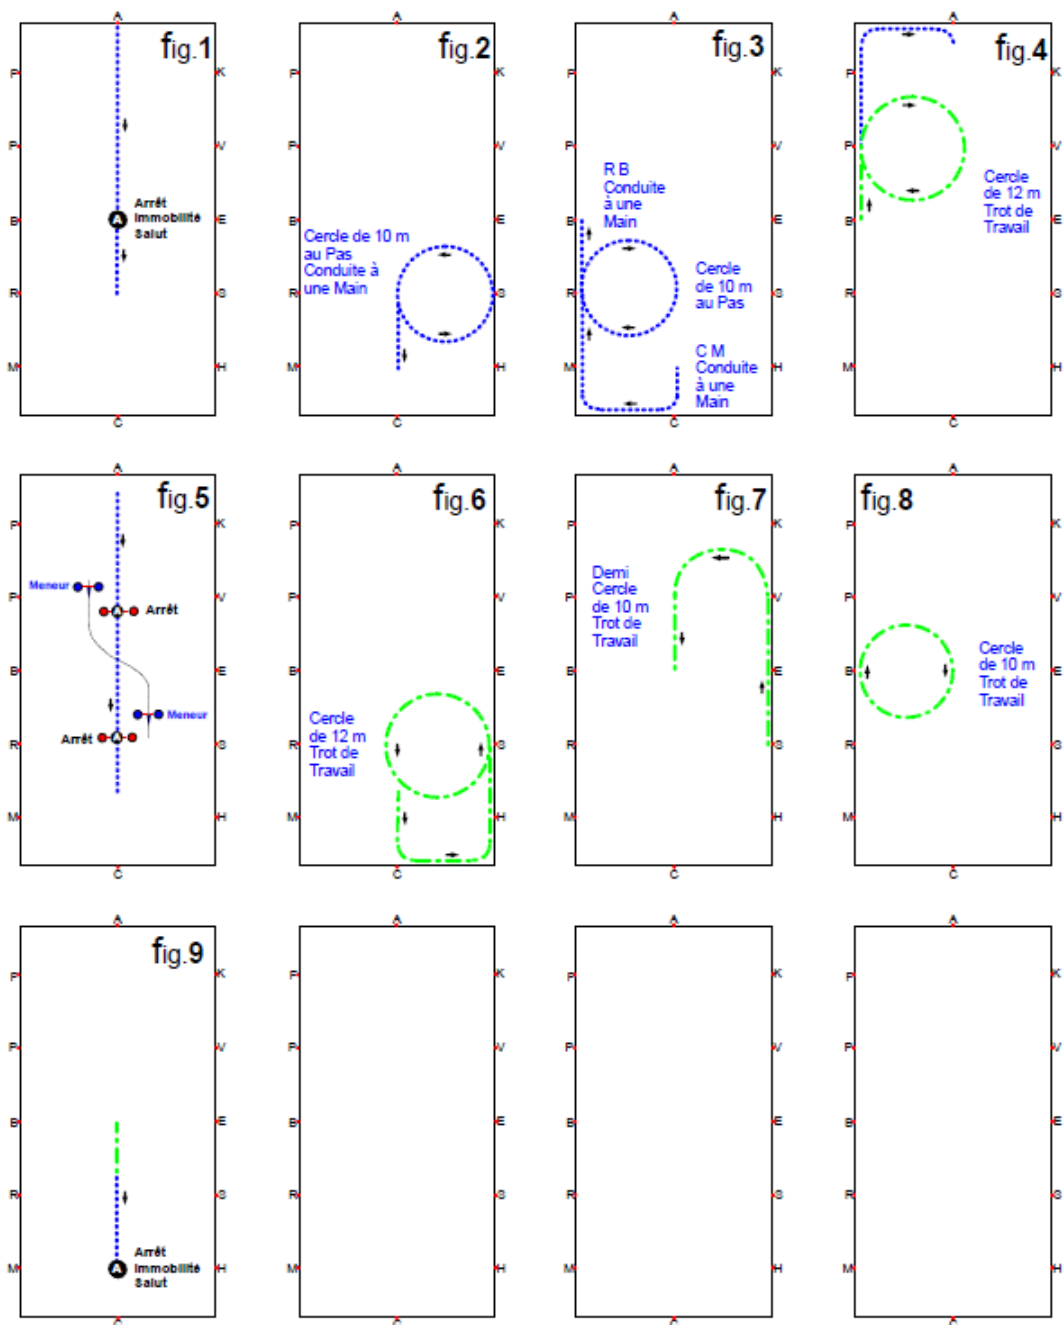 A
fig.1
F
K
P
V
Arrêt
Immobilité
Salut
A
B
E
R
S
M
H
C
A
fig.2
F
K
P
V
B
E
Cercle de 10 m
au Pas
Conduite à
une Main
R
S
M
H
C
A
fig.3
F
K
P
V
R B
Conduite
à une
Main
B
E
Cercle
de 10 m
au Pas
R
S
C M
Conduite
à une
Main
M
H
C
A
fig.4
F
K
P
V
Cercle
de 12 m
Trot de
Travail
B
E
R
S
M
H
C
A
fig.5
F
K
Meneur
P
V
A
Arrêt
B
E
Meneur
Arrêt
A
R
S
M
H
C
A
fig.6
F
K
P
V
B
E
Cercle
de 12 m
Trot de
Travail
R
S
M
H
C
A
fig.7
F
K
Demi
Cercle
de 10 m
Trot de
Travail
P
V
B
E
R
S
M
H
C
A
fig.8
F
K
P
V
Cercle
de 10 m
Trot de
Travail
B
E
R
S
M
H
C
A
fig.9
F
K
P
V
B
E
R
S
Arrêt
Immobilité
Salut
A
M
H
C
A
F
K
P
V
B
E
R
S
M
H
C
A
F
K
P
V
B
E
R
S
M
H
C
A
F
K
P
V
B
E
R
S
M
H
C